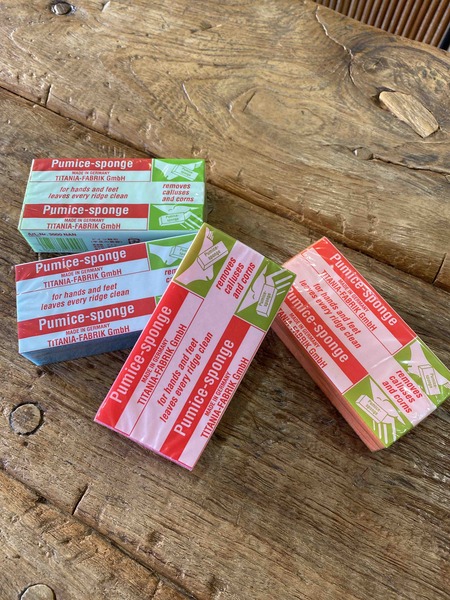 Pumice-sponge
MADE IN GERMANY
TITANIA-FABRIK GmbH
for hands and feet
leaves every ridge clean
Pumice-sponge
MADE IN GERMANY
TITANIA-FABRIK GmbH
removes
calluses
and corns
Pumice-sponge
MADE IN GERMANY
TITANIA-FABRIK GmbH
for hands and feet
leaves every ridge clean
Pumice-sponge
MADE IN GERMANY
TITANIA-FABRIK GmbH
Pumice-sponge
MADE IN GERMANY
TITANIA-FABRIK GmbH
for hands and feet
leaves every ridge clean
Pumice-sponge
MADE IN GERMANY
TITANIA-FABRIK GmbH
removes
calluses
and corns
Pumice-sponge
MADE IN GERMANY
TITANIA-FABRIK GmbH
for hands and feet
leaves every ridge clean
Pumice-sponge
MADE IN GERMANY
TITANIA-FABRIK GmbH
removes
calluses
and corns